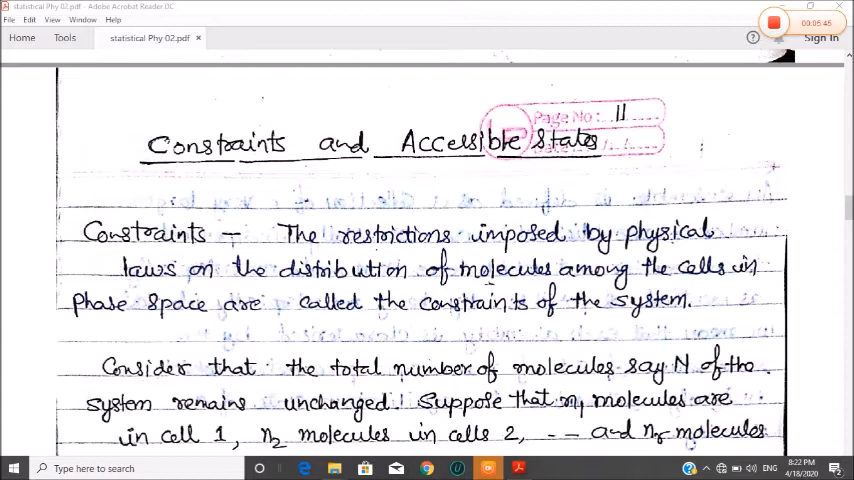 statistical Phy 02.pdf - Adobe Acrobat Reader DC
File Edit View Window Help
00:05:45
Home Tools statistical Phy 02.pdf × Sign In
Page No: 11
Constraints and Accessible States
Constraints — The restrictions imposed by physical
laws on the distribution of molecules among the cells in
phase space are called the constraints of the system.
Consider that the total number of molecules say N of the
system remains unchanged. Suppose that n1 molecules are
in cell 1, n2 molecules in cells 2, -- and nr molecules
Type here to search
ENG
8:22 PM
4/18/2020